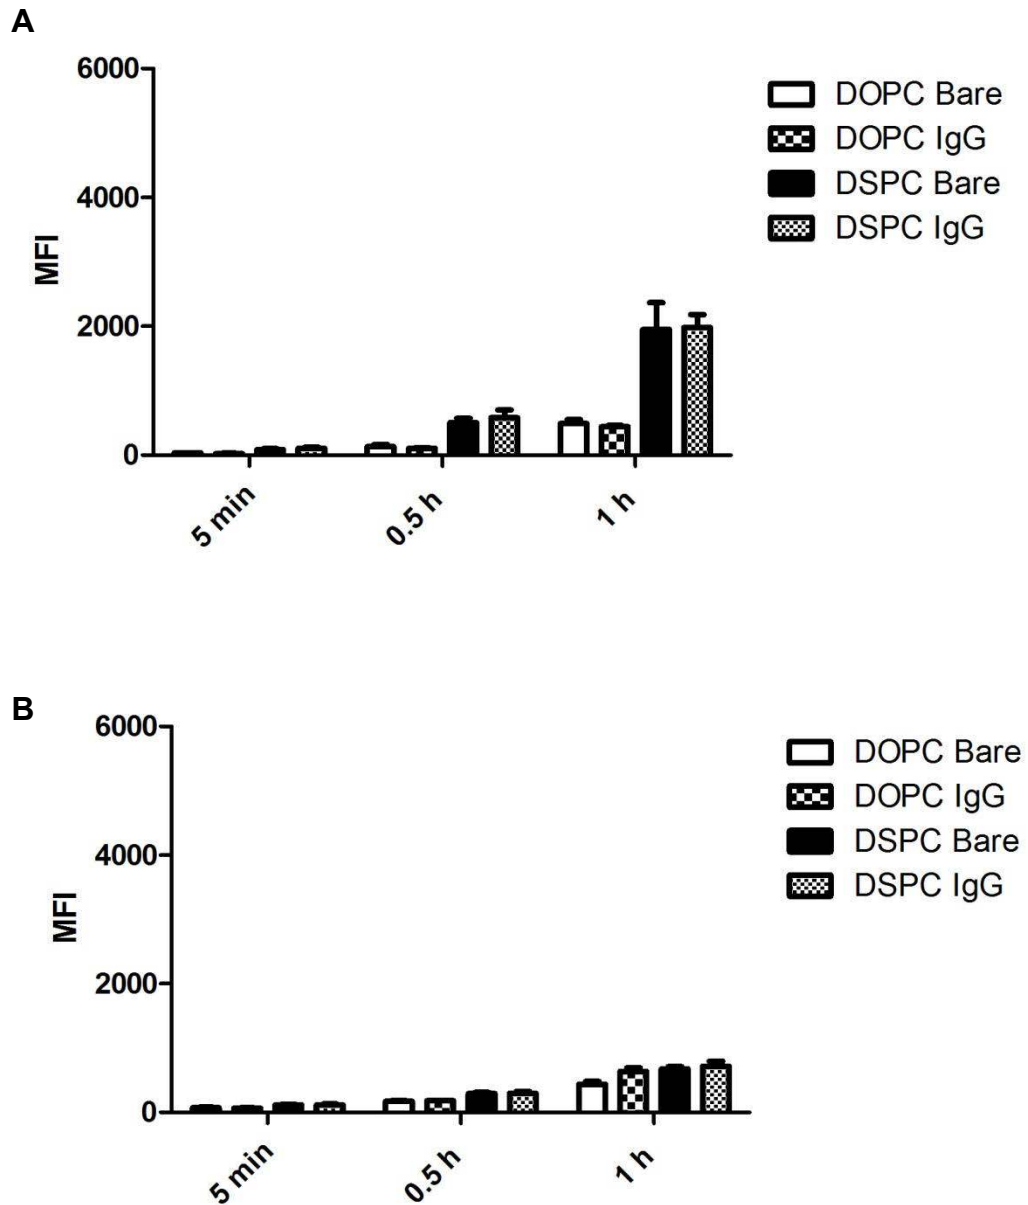 A
6000
4000
2000
0
MFI
5 min
0.5 h
1 h
DOPC Bare
DOPC IgG
DSPC Bare
DSPC IgG
B
6000
4000
2000
0
MFI
5 min
0.5 h
1 h
DOPC Bare
DOPC IgG
DSPC Bare
DSPC IgG